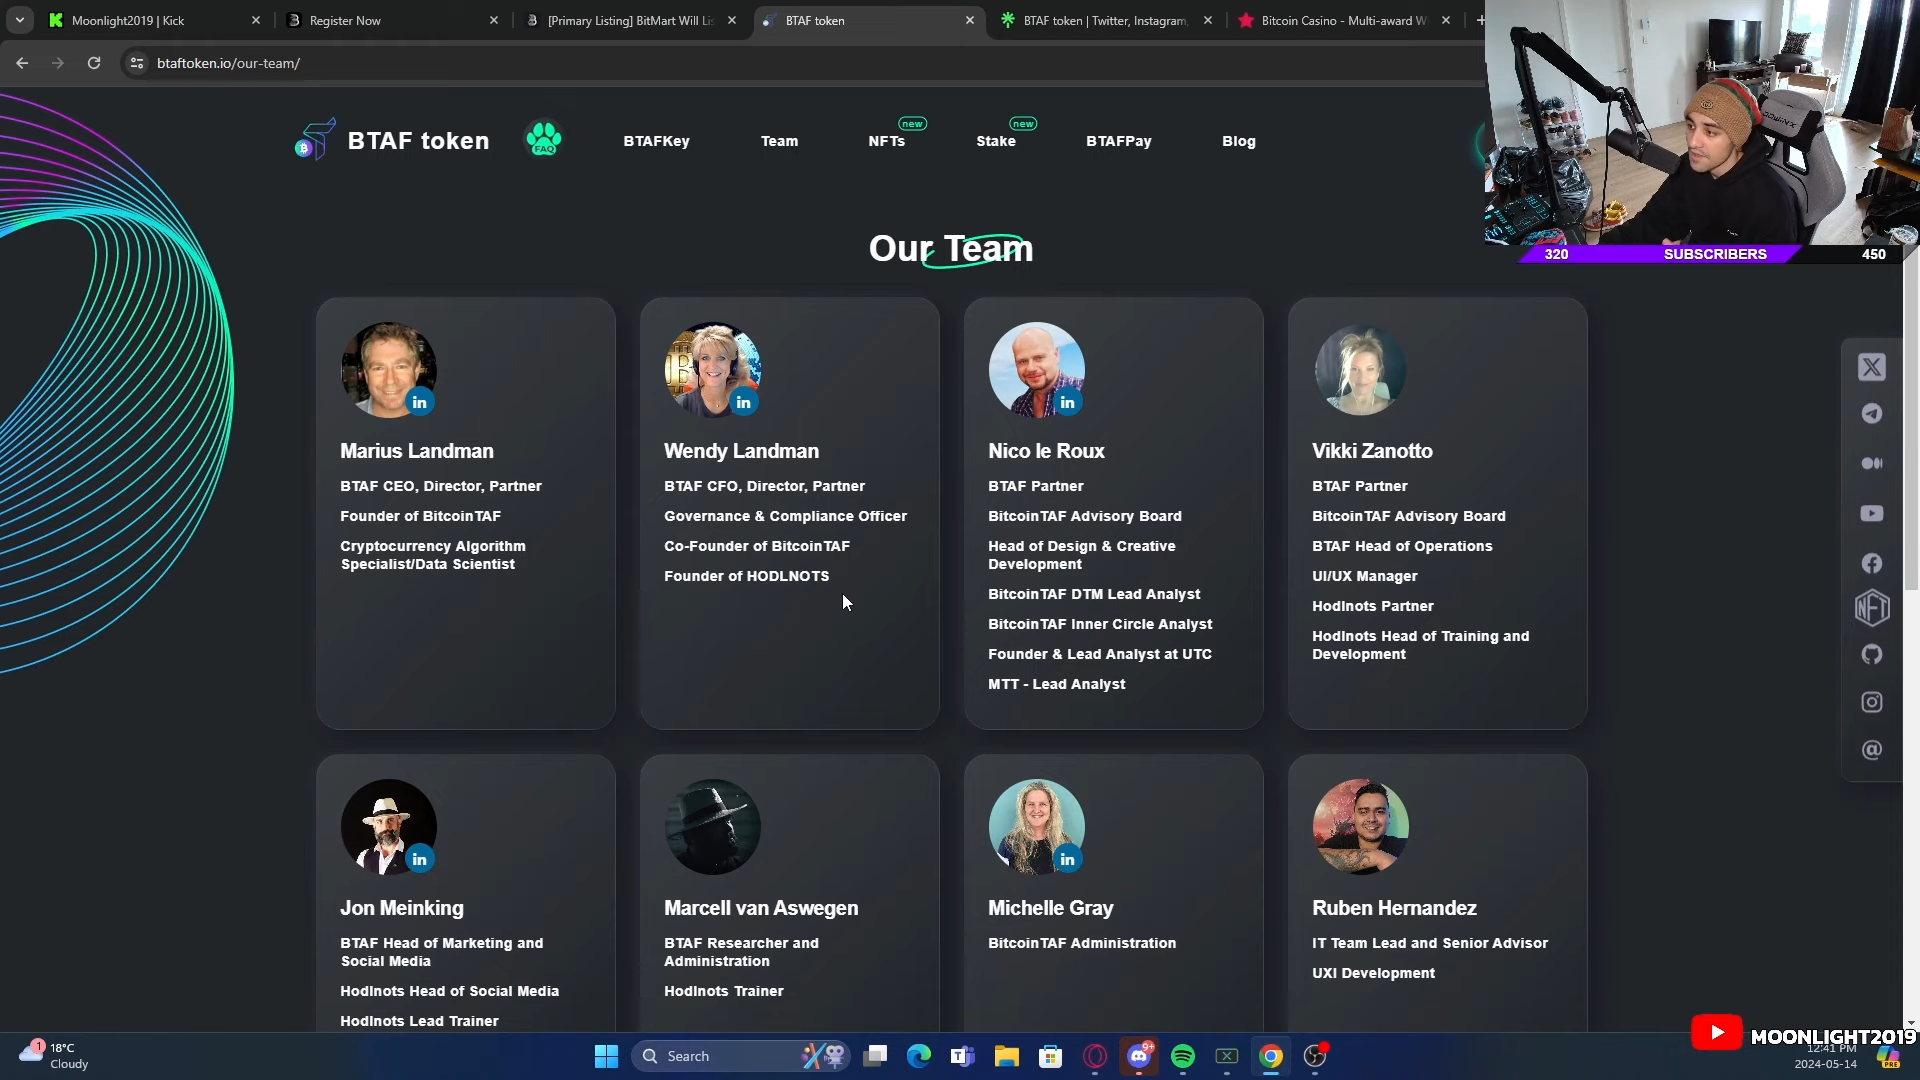 Moonlight2019 | Kick
Register Now
[Primary Listing] BitMart Will Lis
BTAF token
BTAF token | Twitter, Instagram,
Bitcoin Casino - Multi-award W
btaftoken.io/our-team/
BTAF token
FAQ
BTAFKey
Team
NFTs
new
Stake
new
BTAFPay
Blog
320
SUBSCRIBERS
450
Our Team
Marius Landman
BTAF CEO, Director, Partner
Founder of BitcoinTAF
Cryptocurrency Algorithm
Specialist/Data Scientist
Wendy Landman
BTAF CFO, Director, Partner
Governance & Compliance Officer
Co-Founder of BitcoinTAF
Founder of HODLNOTS
Nico le Roux
BTAF Partner
BitcoinTAF Advisory Board
Head of Design & Creative
Development
BitcoinTAF DTM Lead Analyst
BitcoinTAF Inner Circle Analyst
Founder & Lead Analyst at UTC
MTT - Lead Analyst
Vikki Zanotto
BTAF Partner
BitcoinTAF Advisory Board
BTAF Head of Operations
UI/UX Manager
Hodlnots Partner
Hodlnots Head of Training and
Development
NFT
Jon Meinking
BTAF Head of Marketing and
Social Media
Hodlnots Head of Social Media
Hodlnots Lead Trainer
Marcell van Aswegen
BTAF Researcher and
Administration
Hodlnots Trainer
Michelle Gray
BitcoinTAF Administration
Ruben Hernandez
IT Team Lead and Senior Advisor
UXI Development
MOONLIGHT2019
1
18°C
Cloudy
Search
9+
12:41 PM
2024-05-14
PRE